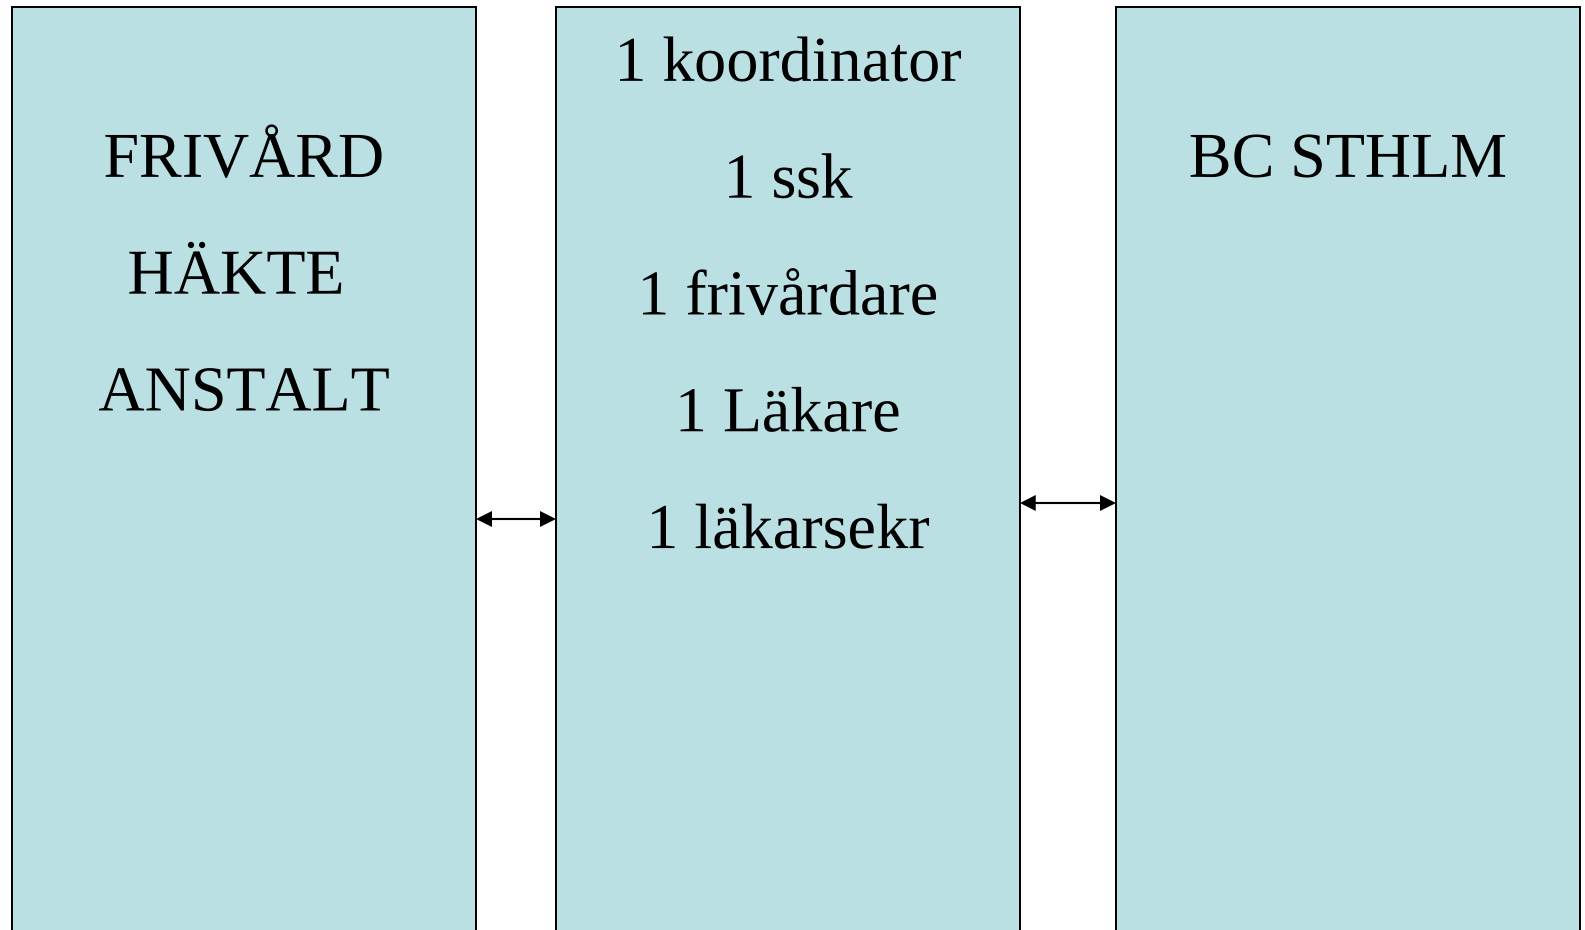 FRIVÅRD
HÄKTE
ANSTALT
1 koordinator
1 ssk
1 frivårdare
1 Läkare
1 läkarsekr
BC STHLM